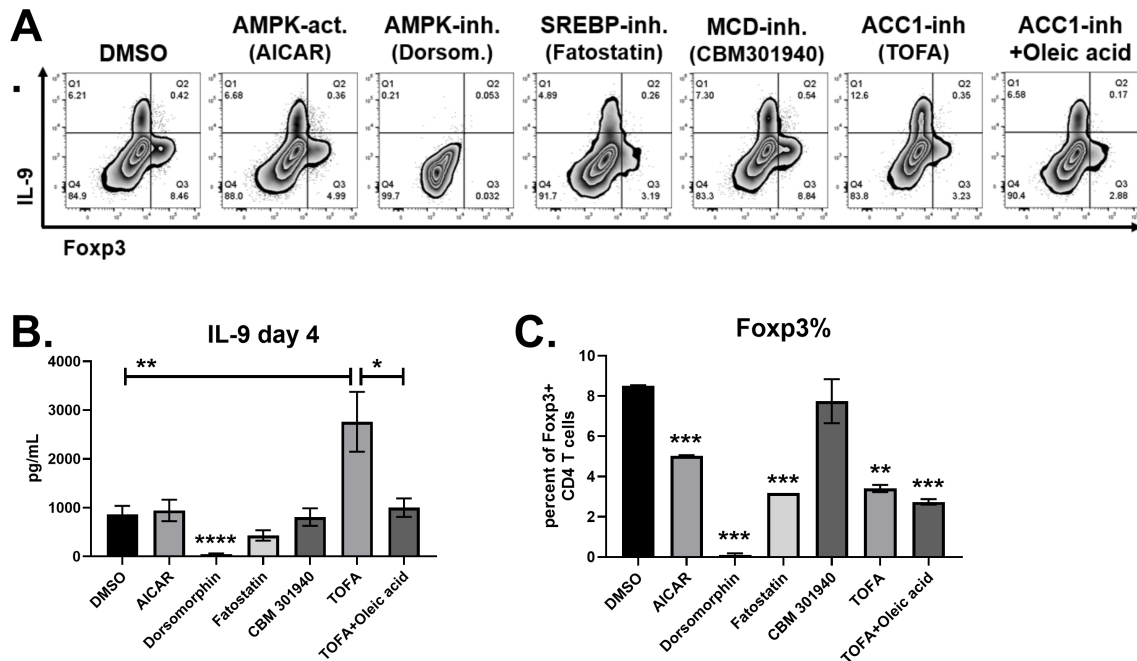 A
.
DMSO
AMPK-act.
(AICAR)
AMPK-inh.
(Dorsom.)
SREBP-inh.
(Fatostatin)
MCD-inh.
(CBM301940)
ACC1-inh
(TOFA)
ACC1-inh
+Oleic acid
Q1
6.21
Q2
0.42
Q4
84.9
Q3
8.46
Q1
6.68
Q2
0.36
Q4
88.0
Q3
4.99
Q1
0.21
Q2
0.053
Q4
99.7
Q3
0.032
Q1
4.89
Q2
0.26
Q4
91.7
Q3
3.19
Q1
7.30
Q2
0.54
Q4
83.3
Q3
8.84
Q1
12.6
Q2
0.35
Q4
83.8
Q3
3.23
Q1
6.58
Q2
0.17
Q4
90.4
Q3
2.88
IL-9
Foxp3
B.
IL-9 day 4
pg/mL
4000
3000
2000
1000
0
**
*
****
DMSO
AICAR
Dorsomorphin
Fatostatin
CBM 301940
TOFA
TOFA+Oleic acid
C.
Foxp3%
percent of Foxp3+
CD4 T cells
10
8
6
4
2
0
***
***
***
**
***
DMSO
AICAR
Dorsomorphin
Fatostatin
CBM 301940
TOFA
TOFA+Oleic acid